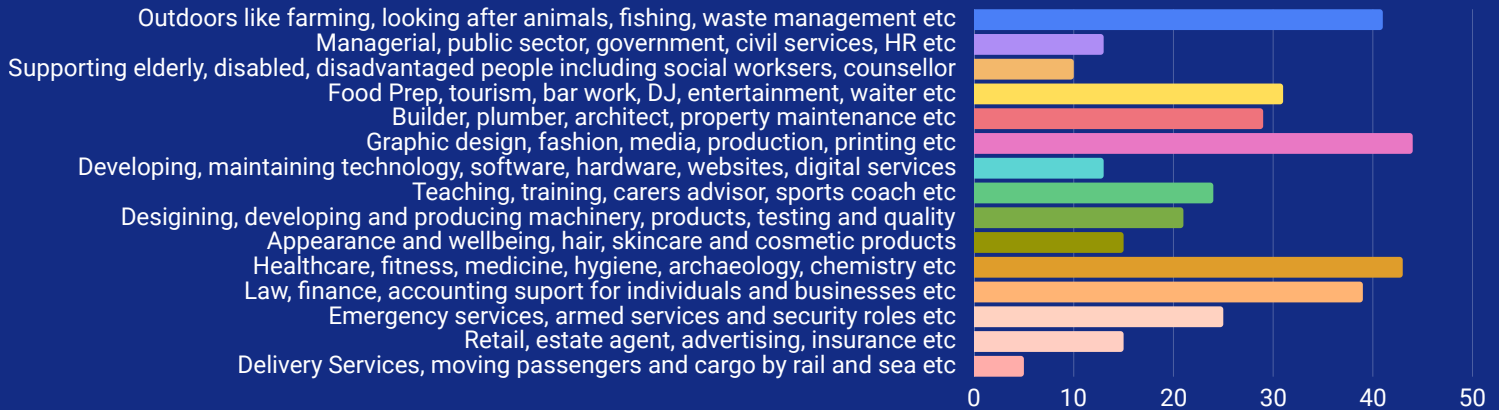 Outdoors like farming, looking after animals, fishing, waste management etc
Managerial, public sector, government, civil services, HR etc
Supporting elderly, disabled, disadvantaged people including social worksers, counsellor
Food Prep, tourism, bar work, DJ, entertainment, waiter etc
Builder, plumber, architect, property maintenance etc
Graphic design, fashion, media, production, printing etc
Developing, maintaining technology, software, hardware, websites, digital services
Teaching, training, carers advisor, sports coach etc
Desigining, developing and producing machinery, products, testing and quality
Appearance and wellbeing, hair, skincare and cosmetic products
Healthcare, fitness, medicine, hygiene, archaeology, chemistry etc
Law, finance, accounting suport for individuals and businesses etc
Emergency services, armed services and security roles etc
Retail, estate agent, advertising, insurance etc
Delivery Services, moving passengers and cargo by rail and sea etc
0 10 20 30 40 50